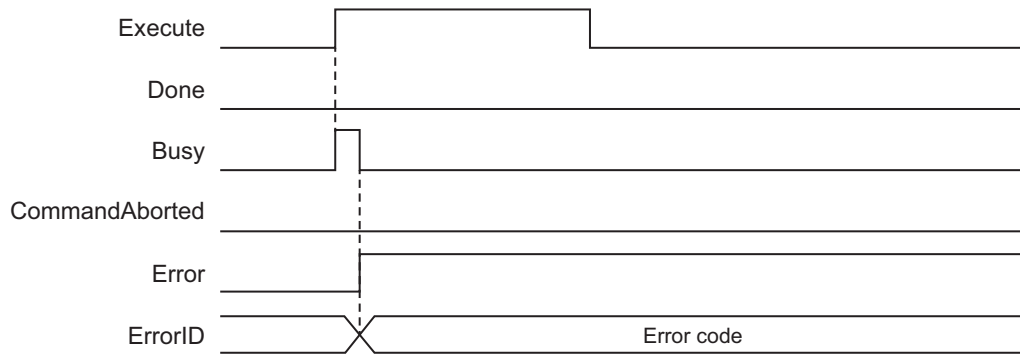 Execute
Done
Busy
CommandAborted
Error
ErrorID
Error code